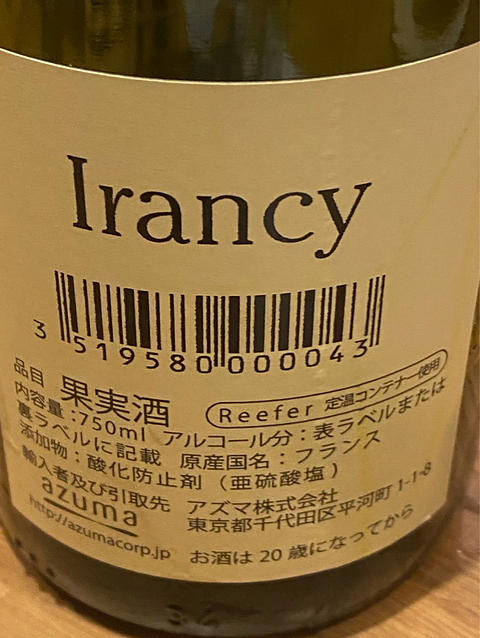 Irancy
3 519580 000043
品目 果実酒 Reefer 定温コンテナー使用
内容量:750ml アルコール分:表ラベルまたは
裏ラベルに記載 原産国名:フランス
添加物:酸化防止剤(亜硫酸塩)
輸入者及び引取先 アズマ株式会社
azuma 東京都千代田区平河町1-1-8
http://azumacorp.jp お酒は20歳になってから